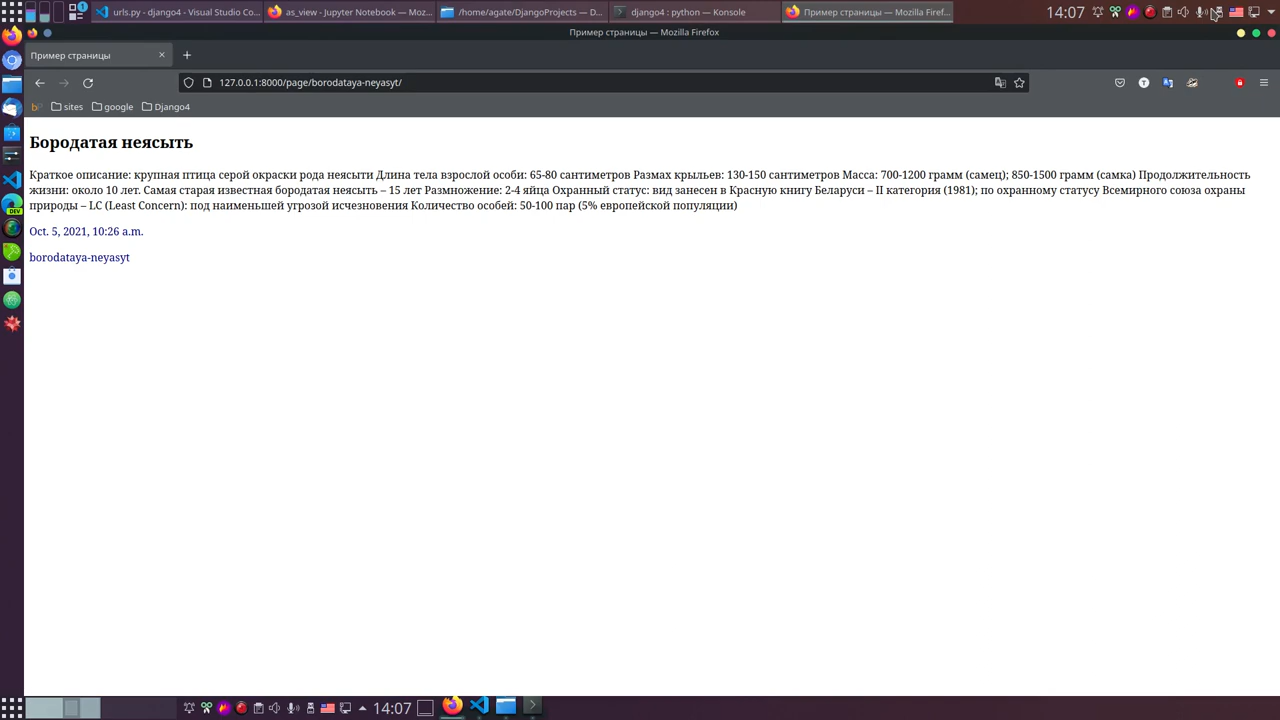 urls.py - django4 - Visual Studio Co...
as_view - Jupyter Notebook — Moz...
/home/agate/DjangoProjects — D...
django4 : python — Konsole
Пример страницы — Mozilla Firef...
14:07
Пример страницы — Mozilla Firefox
Пример страницы
127.0.0.1:8000/page/borodataya-neyasyt/
sites
google
Django4
Бородатая неясыть
Краткое описание: крупная птица серой окраски рода неясыти Длина тела взрослой особи: 65-80 сантиметров Размах крыльев: 130-150 сантиметров Масса: 700-1200 грамм (самец); 850-1500 грамм (самка) Продолжительность
жизни: около 10 лет. Самая старая известная бородатая неясыть – 15 лет Размножение: 2-4 яйца Охранный статус: вид занесен в Красную книгу Беларуси – II категория (1981); по охранному статусу Всемирного союза охраны
природы – LC (Least Concern): под наименьшей угрозой исчезновения Количество особей: 50-100 пар (5% европейской популяции)
Oct. 5, 2021, 10:26 a.m.
borodataya-neyasyt
DEV
14:07